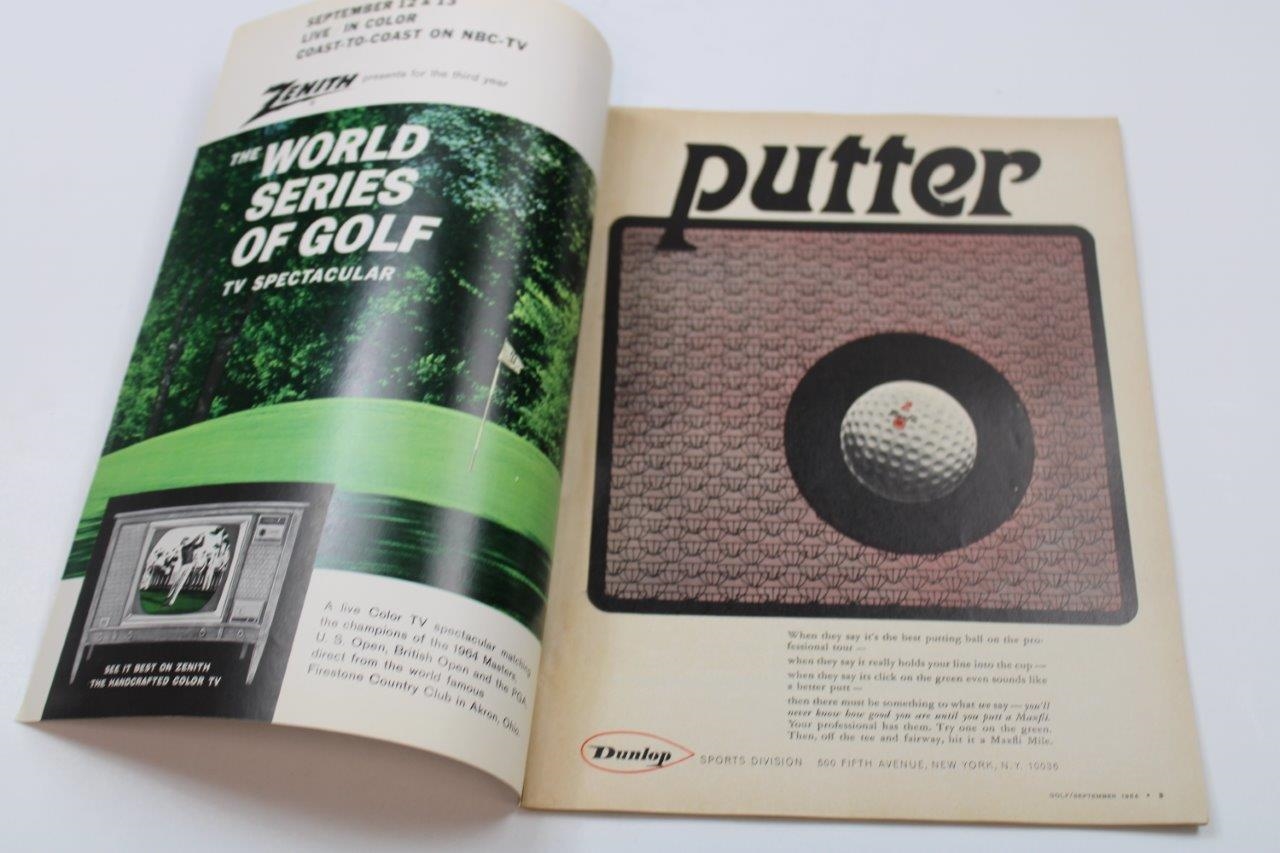 SEPTEMBER 12 & 13
LIVE IN COLOR
COAST-TO-COAST ON NBC-TV
ZENITH presents for the third year
THE WORLD
SERIES
OF GOLF
TV SPECTACULAR
SEE IT BEST ON ZENITH
THE HANDCRAFTED COLOR TV
A live Color TV spectacular matching
the champions of the 1964 Masters,
U. S. Open, British Open and the PGA
direct from the world famous
Firestone Country Club in Akron, Ohio.
putter
When they say it's the best putting ball on the pro-
fessional tour —
when they say it really holds your line into the cup —
when they say its click on the green even sounds like
a better putt —
then there must be something to what we say — you'll
never know how good you are until you putt a Maxfli.
Your professional has them. Try one on the green.
Then, off the tee and fairway, hit it a Maxfli Mile.
Dunlop SPORTS DIVISION 500 FIFTH AVENUE, NEW YORK, N.Y. 10036
GOLF/SEPTEMBER 1964 • 9